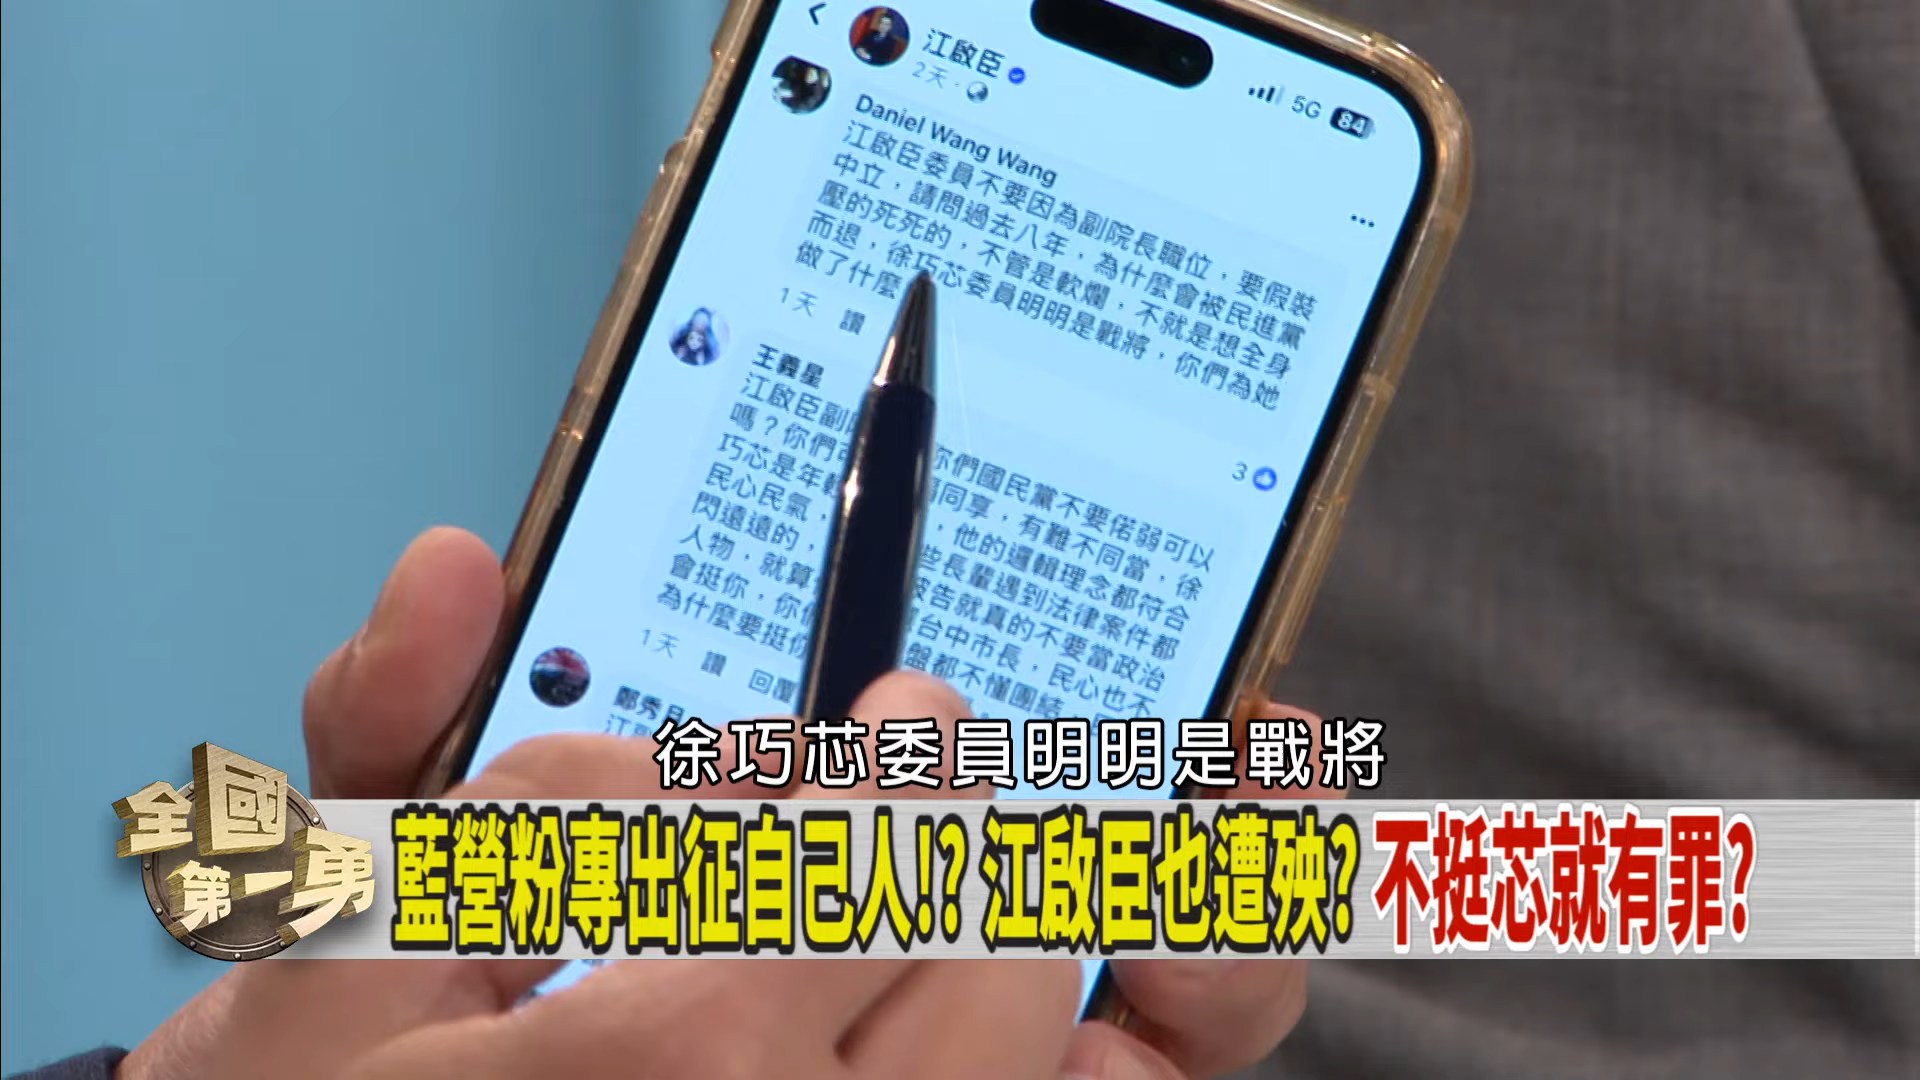 江啟臣
2天
5G 84
Daniel Wang Wang
江啟臣委員不要因為副院長職位，要假裝
中立，請問過去八年，為什麼會被民進黨
壓的死死的，不管是軟爛，不就是想全身
而退，徐巧芯委員明明是戰將，你們為她
做了什麼
1天 讚
3
王義星
江啟臣副 你們國民黨不要偌弱可以
嗎？你們 同享，有難不同當，徐
巧芯是年輕 他的邏輯理念都符合
民心民氣， 些長輩遇到法律案件都
閃遠遠的， 被告就真的不要當政治
人物，就算 台中市長，民心也不
會挺你，你們 盤都不懂團結
為什麼要挺你
1天 讚 回覆
鄭秀月
徐巧芯委員明明是戰將
全國第一勇
藍營粉專出征自己人!? 江啟臣也遭殃? 不挺芯就有罪?